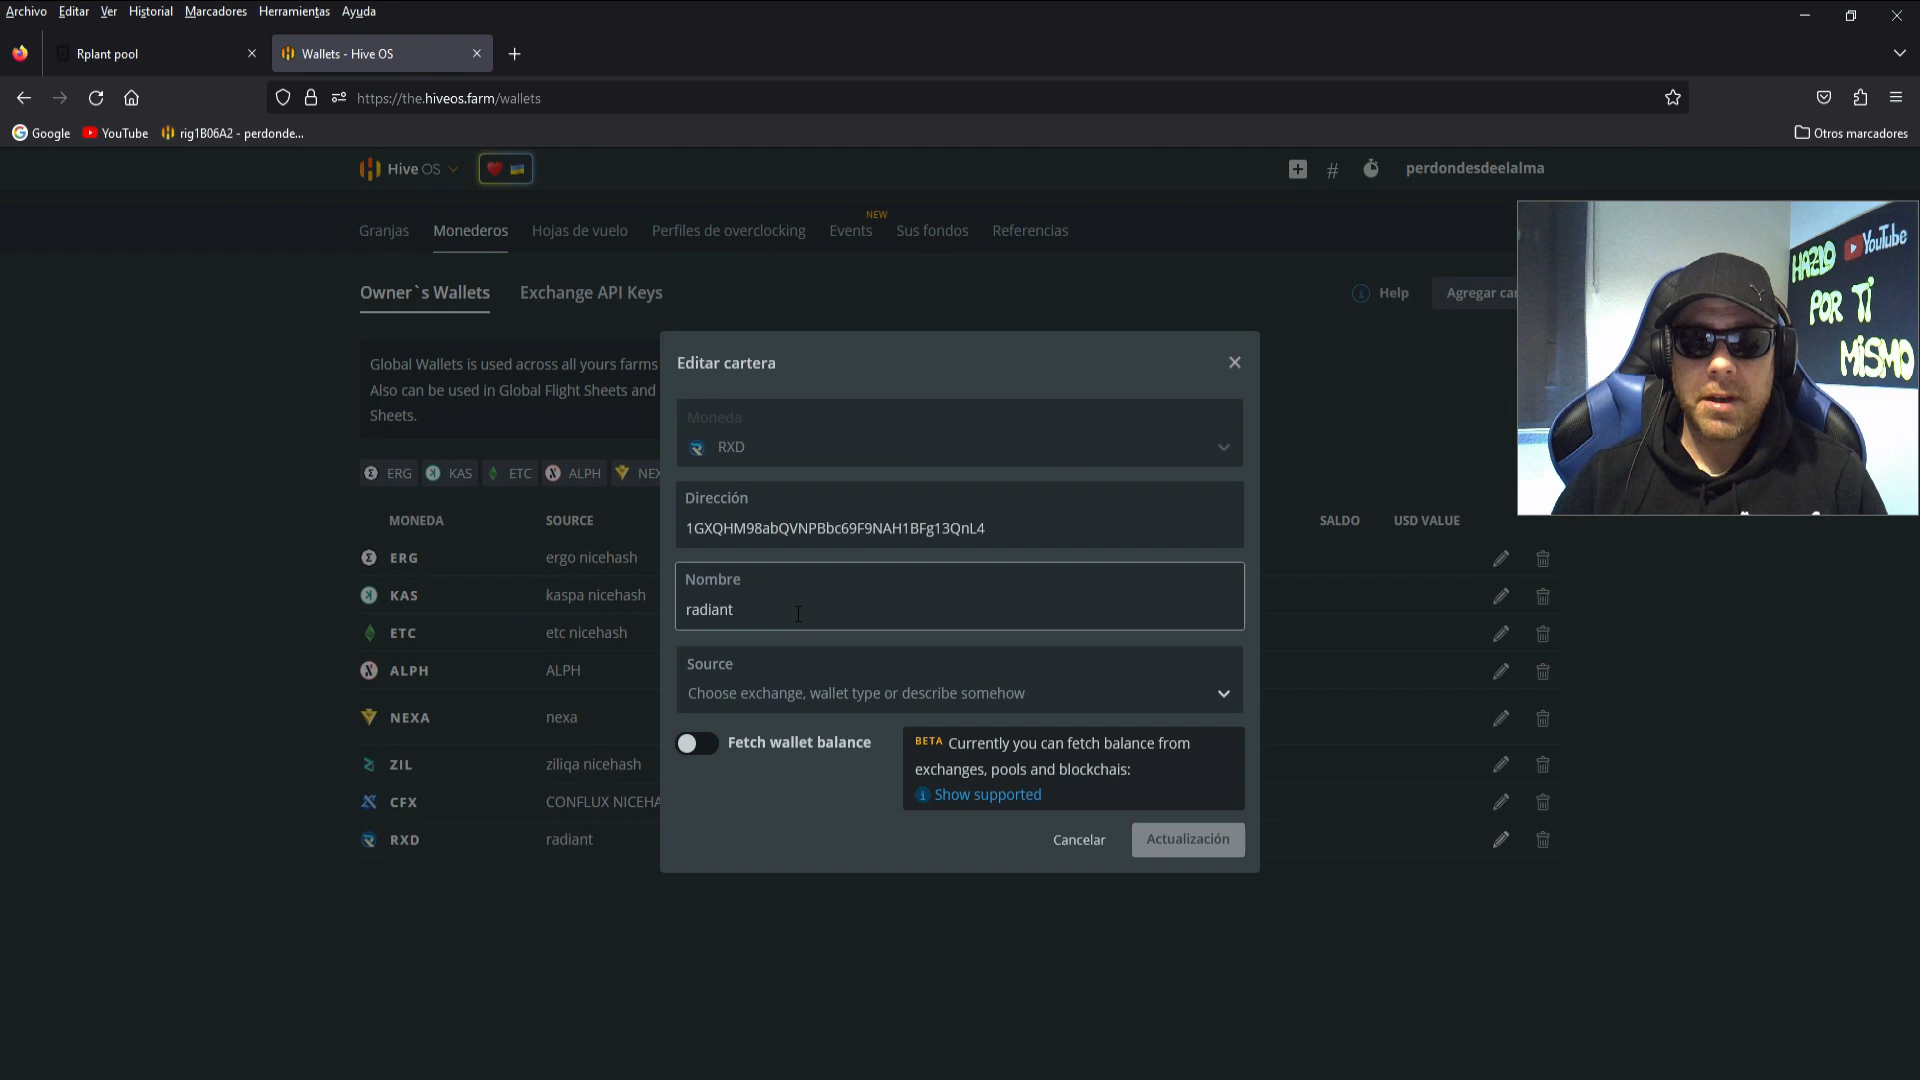 Archivo Editar Ver Historial Marcadores Herramientas Ayuda
Rplant pool
Wallets - Hive OS
https://the.hiveos.farm/wallets
Google YouTube rig1B06A2 - perdonde... Otros marcadores
Hive OS
# perdondesdeelalma
NEW
Granjas Monederos Hojas de vuelo Perfiles de overclocking Events Sus fondos Referencias
Owner`s Wallets Exchange API Keys Help Agregar car
Global Wallets is used across all yours farms
Also can be used in Global Flight Sheets and
Sheets.
ERG KAS ETC ALPH NEX
MONEDA SOURCE SALDO USD VALUE
ERG ergo nicehash
KAS kaspa nicehash
ETC etc nicehash
ALPH ALPH
NEXA nexa
ZIL ziliqa nicehash
CFX CONFLUX NICEHA
RXD radiant
Editar cartera
Moneda
RXD
Dirección
1GXQHM98abQVNPBbc69F9NAH1BFg13QnL4
Nombre
radiant
Source
Choose exchange, wallet type or describe somehow
Fetch wallet balance
BETA Currently you can fetch balance from
exchanges, pools and blockchais:
Show supported
Cancelar Actualización
HAZLO YouTube
POR TI
MISMO